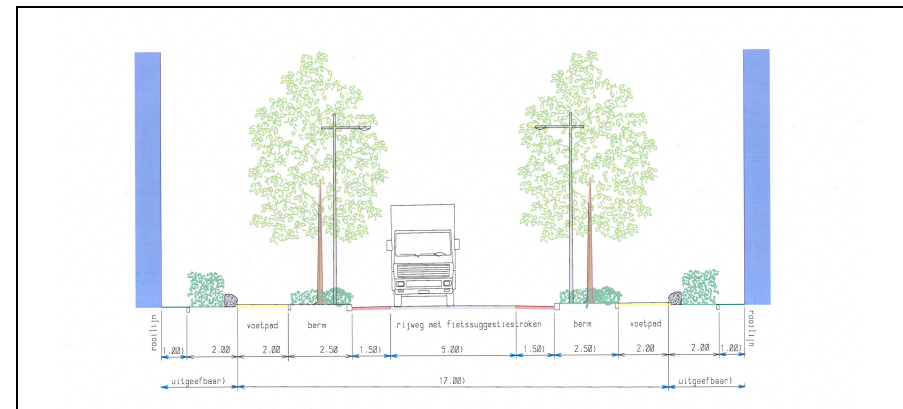 rooilijn
voetpad berm rijweg met fietssuggestiestroken berm voetpad
rooilijn
1.00) 2.00 2.00 2.50 1.50) 5.00) 1.50) 2.50) 2.00 2.00 1.00)
uitgeefbaar) 17.00) uitgeefbaar)